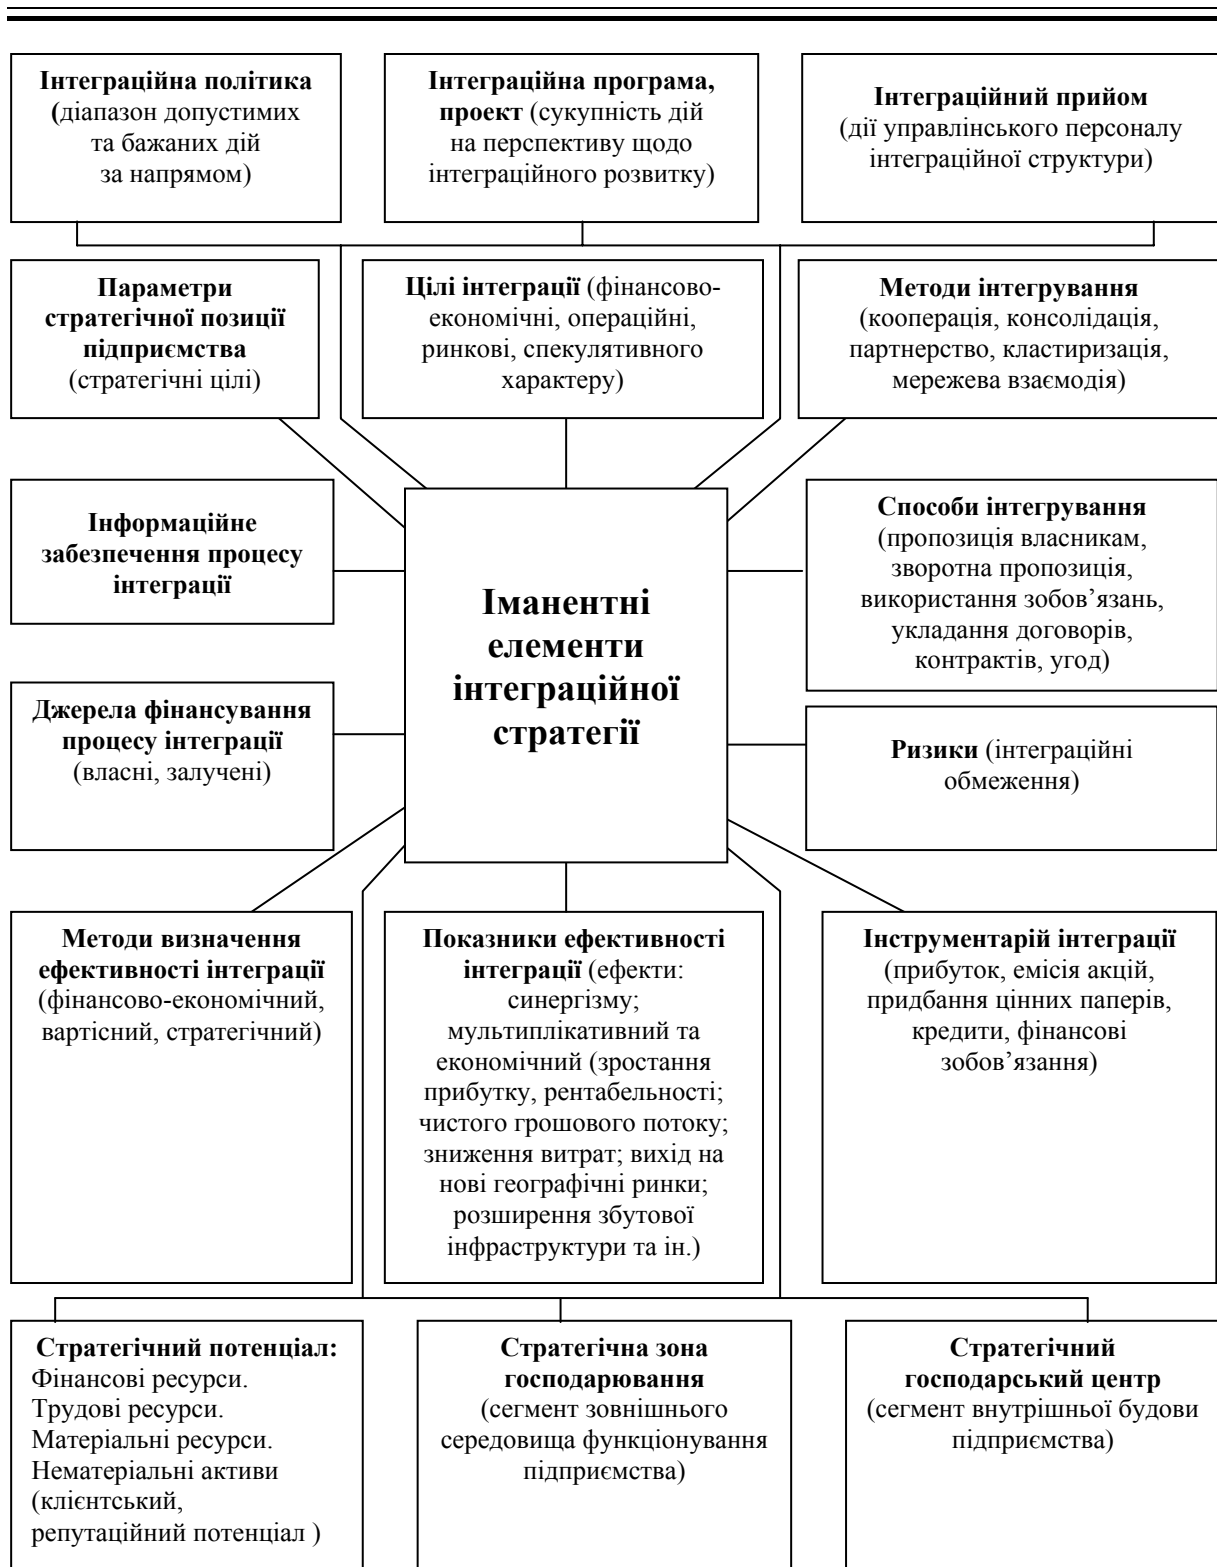 Інтеграційна політика
(діапазон допустимих
та бажаних дій
за напрямом)
Інтеграційна програма,
проект (сукупність дій
на перспективу щодо
інтеграційного розвитку)
Інтеграційний прийом
(дії управлінського персоналу
інтеграційної структури)
Параметри
стратегічної позиції
підприємства
(стратегічні цілі)
Цілі інтеграції (фінансово-
економічні, операційні,
ринкові, спекулятивного
характеру)
Методи інтегрування
(кооперація, консолідація,
партнерство, кластиризація,
мережева взаємодія)
Інформаційне
забезпечення процесу
інтеграції
Іманентні
елементи
інтеграційної
стратегії
Способи інтегрування
(пропозиція власникам,
зворотна пропозиція,
використання зобов’язань,
укладання договорів,
контрактів, угод)
Джерела фінансування
процесу інтеграції
(власні, залучені)
Ризики (інтеграційні
обмеження)
Методи визначення
ефективності інтеграції
(фінансово-економічний,
вартісний, стратегічний)
Показники ефективності
інтеграції (ефекти:
синергізму;
мультиплікативний та
економічний (зростання
прибутку, рентабельності;
чистого грошового потоку;
зниження витрат; вихід на
нові географічні ринки;
розширення збутової
інфраструктури та ін.)
Інструментарій інтеграції
(прибуток, емісія акцій,
придбання цінних паперів,
кредити, фінансові
зобов’язання)
Стратегічний потенціал:
Фінансові ресурси.
Трудові ресурси.
Матеріальні ресурси.
Нематеріальні активи
(клієнтський,
репутаційний потенціал )
Стратегічна зона
господарювання
(сегмент зовнішнього
середовища функціонування
підприємства)
Стратегічний
господарський центр
(сегмент внутрішньої будови
підприємства)